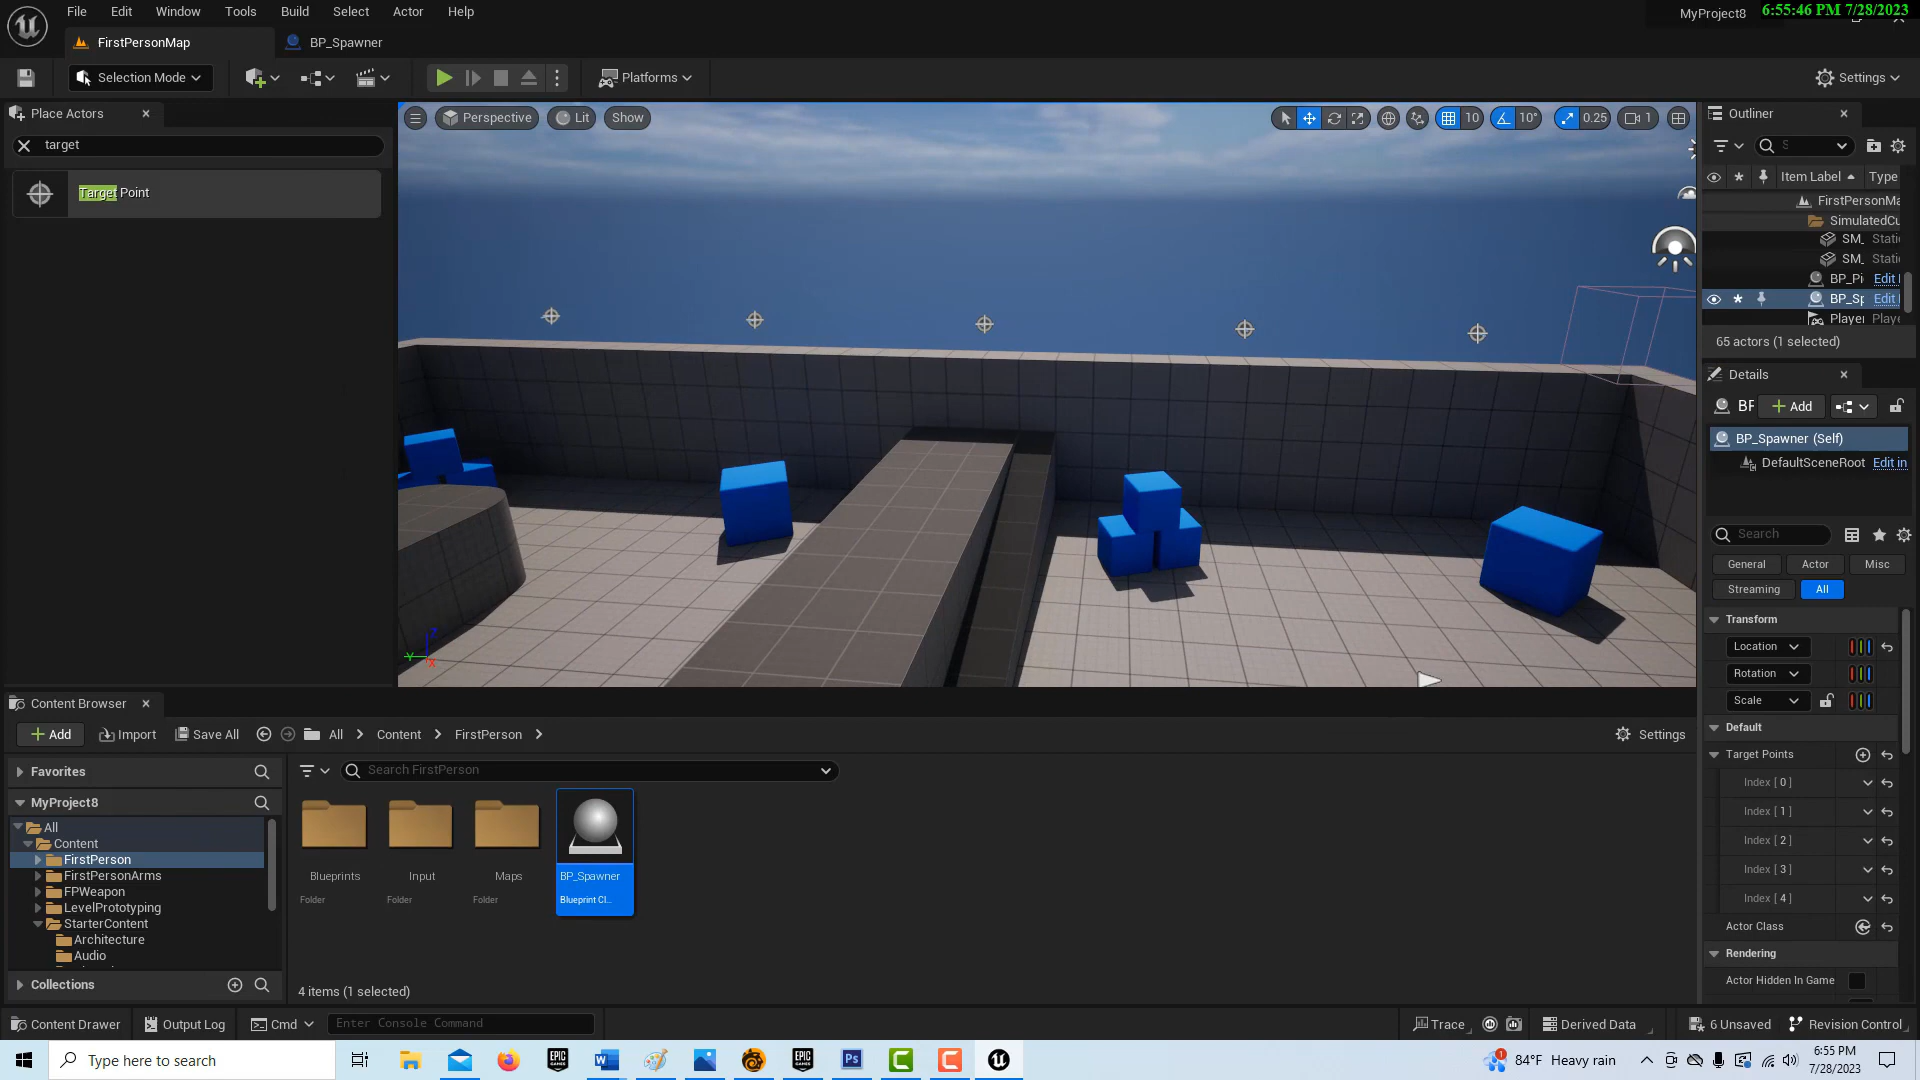 File Edit Window Tools Build Select Actor Help
MyProject8 6:55:46 PM 7/28/2023
FirstPersonMap BP_Spawner
Selection Mode Platforms Settings
Place Actors
target
Target Point
Perspective Lit Show 10 10° 0.25 1
Outliner
S
Item Label Type
FirstPersonMa
SimulatedCu
SM_ Stati
SM_ Stati
BP_Pi Edit
BP_Sp Edit
Player Playe
65 actors (1 selected)
Details
BP Add
BP_Spawner (Self)
DefaultSceneRoot Edit in
Search
General Actor Misc
Streaming All
Transform
Location
Rotation
Scale
Default
Target Points
Index [ 0 ]
Index [ 1 ]
Index [ 2 ]
Index [ 3 ]
Index [ 4 ]
Actor Class
Rendering
Actor Hidden In Game
Z
Y
X
Content Browser
Add Import Save All All Content FirstPerson Settings
Favorites
MyProject8
All
Content
FirstPerson
FirstPersonArms
FPWeapon
LevelPrototyping
StarterContent
Architecture
Audio
Collections
Search FirstPerson
Blueprints Input Maps BP_Spawner
Folder Folder Folder Blueprint Cl...
4 items (1 selected)
Content Drawer Output Log Cmd Enter Console Command Trace Derived Data 6 Unsaved Revision Control
Type here to search
EPIC GAMES
W
EPIC GAMES
Ps
C
C
1
84°F Heavy rain
6:55 PM
7/28/2023